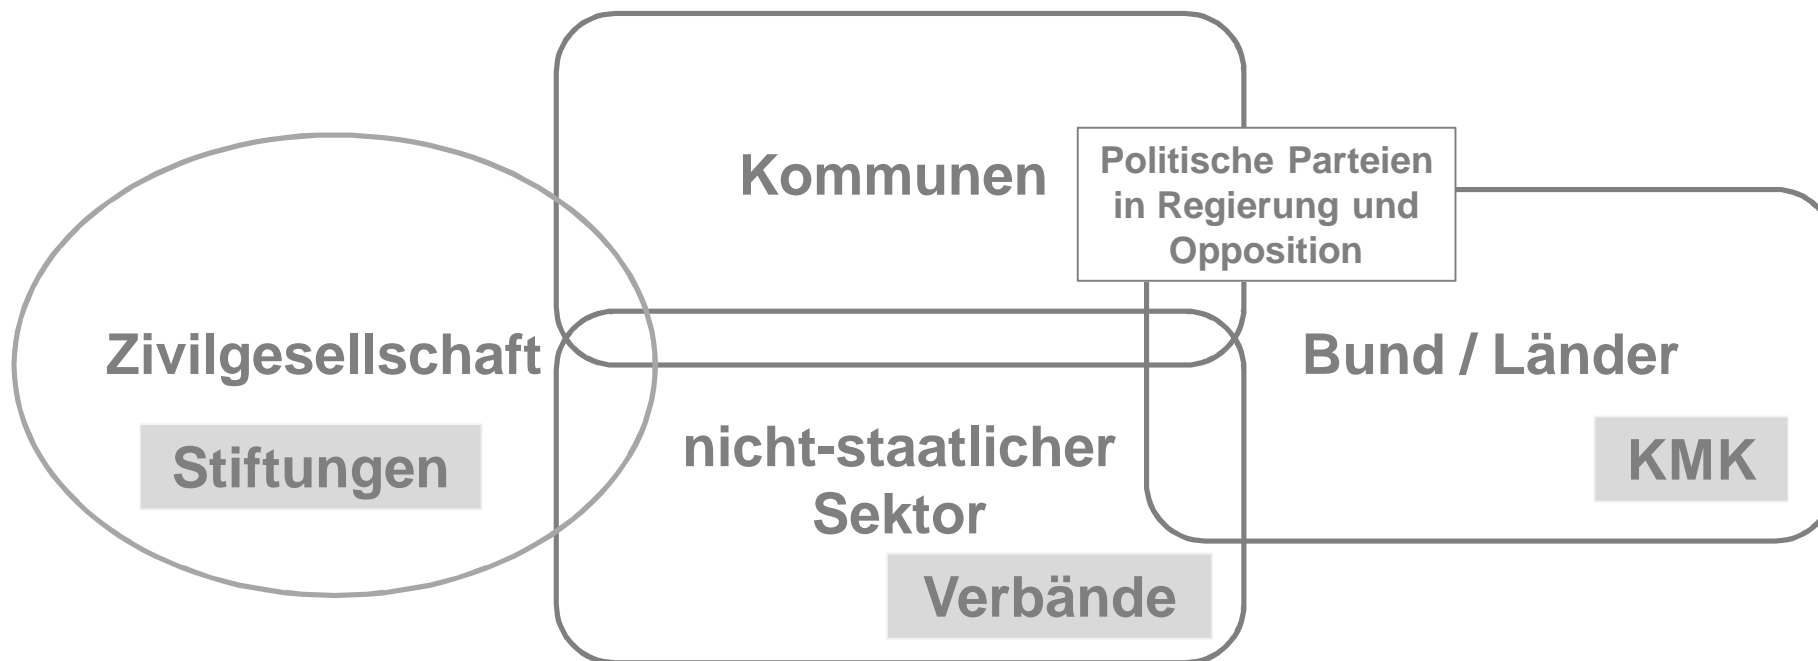 Kommunen
Politische Parteien
in Regierung und
Opposition
Zivilgesellschaft
Bund / Länder
Stiftungen
nicht-staatlicher
Sektor
KMK
Verbände